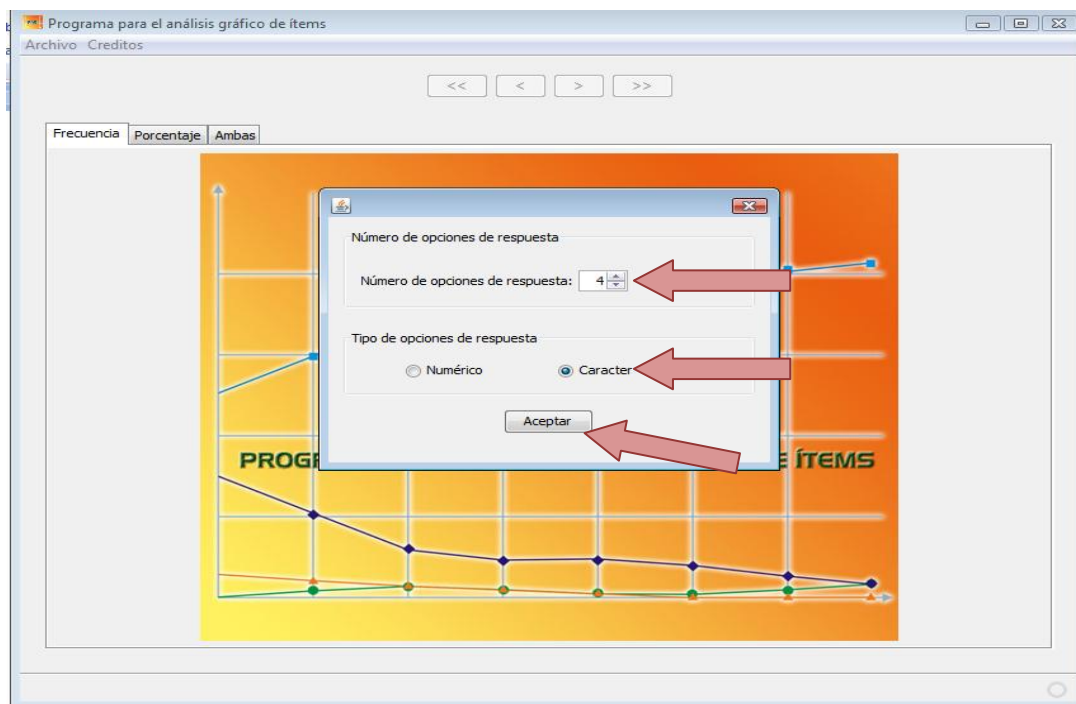 Programa para el análisis gráfico de ítems
Archivo Creditos
<< < > >>
Frecuencia Porcentaje Ambas
Número de opciones de respuesta
Número de opciones de respuesta: 4
Tipo de opciones de respuesta
Numérico Caracter
Aceptar
ÍTEMS